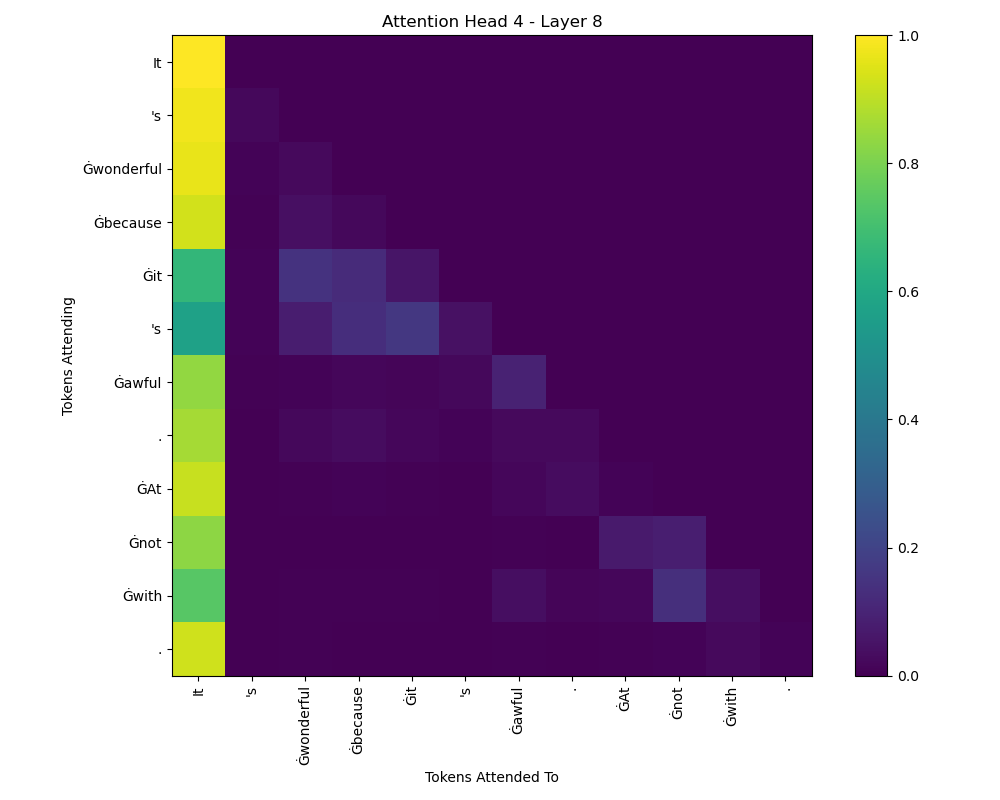 Attention Head 4 - Layer 8
It
's
Ġwonderful
Ġbecause
Ġit
's
Ġawful
.
ĠAt
Ġnot
Ġwith
.
Tokens Attending
It
's
Ġwonderful
Ġbecause
Ġit
's
Ġawful
.
ĠAt
Ġnot
Ġwith
.
Tokens Attended To
1.0
0.8
0.6
0.4
0.2
0.0